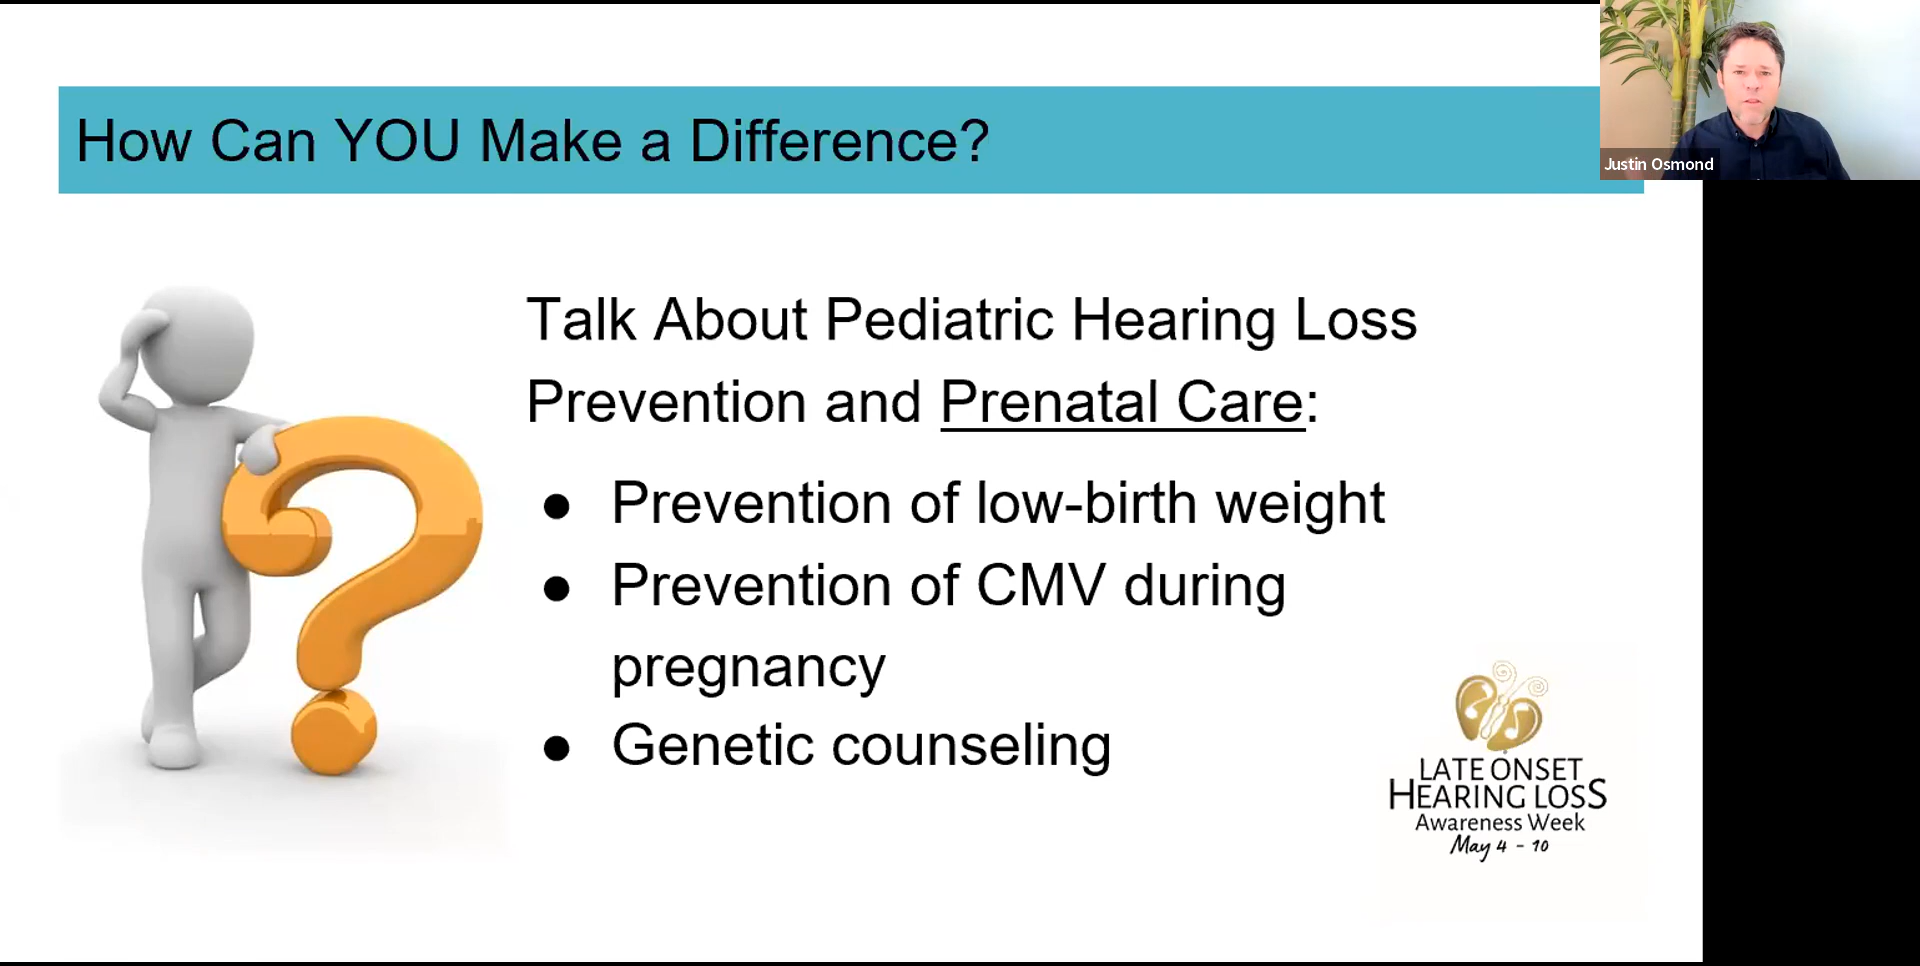 How Can YOU Make a Difference?
Justin Osmond
Talk About Pediatric Hearing Loss
Prevention and Prenatal Care:
● Prevention of low-birth weight
● Prevention of CMV during
pregnancy
● Genetic counseling
LATE ONSET
HEARING LOSS
Awareness Week
May 4 - 10